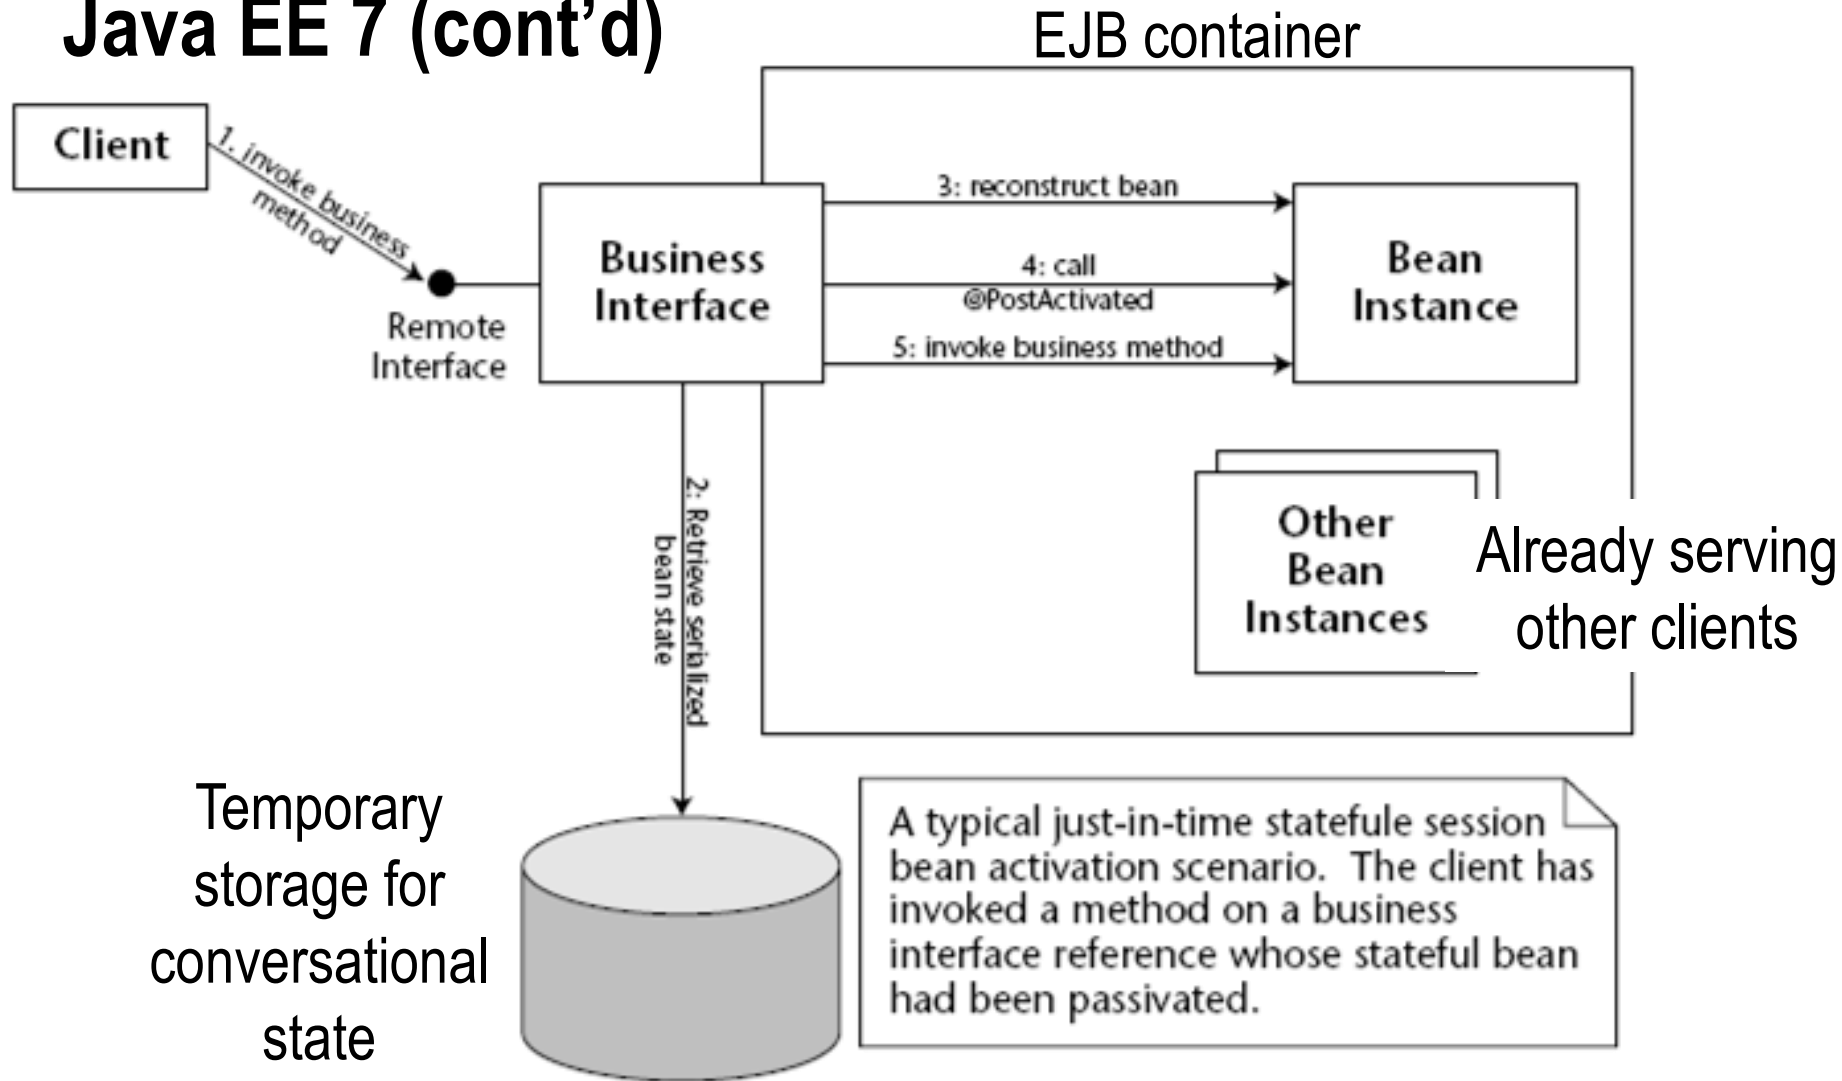 Java EE 7 (cont’d)
EJB container
Client
1. invoke business
method
Remote
Interface
Business
Interface
3: reconstruct bean
4: call
@PostActivated
5: invoke business method
Bean
Instance
2: Retrieve serialized
bean state
Other
Bean
Instances
Already serving
other clients
Temporary
storage for
conversational
state
A typical just-in-time statefule session
bean activation scenario. The client has
invoked a method on a business
interface reference whose stateful bean
had been passivated.